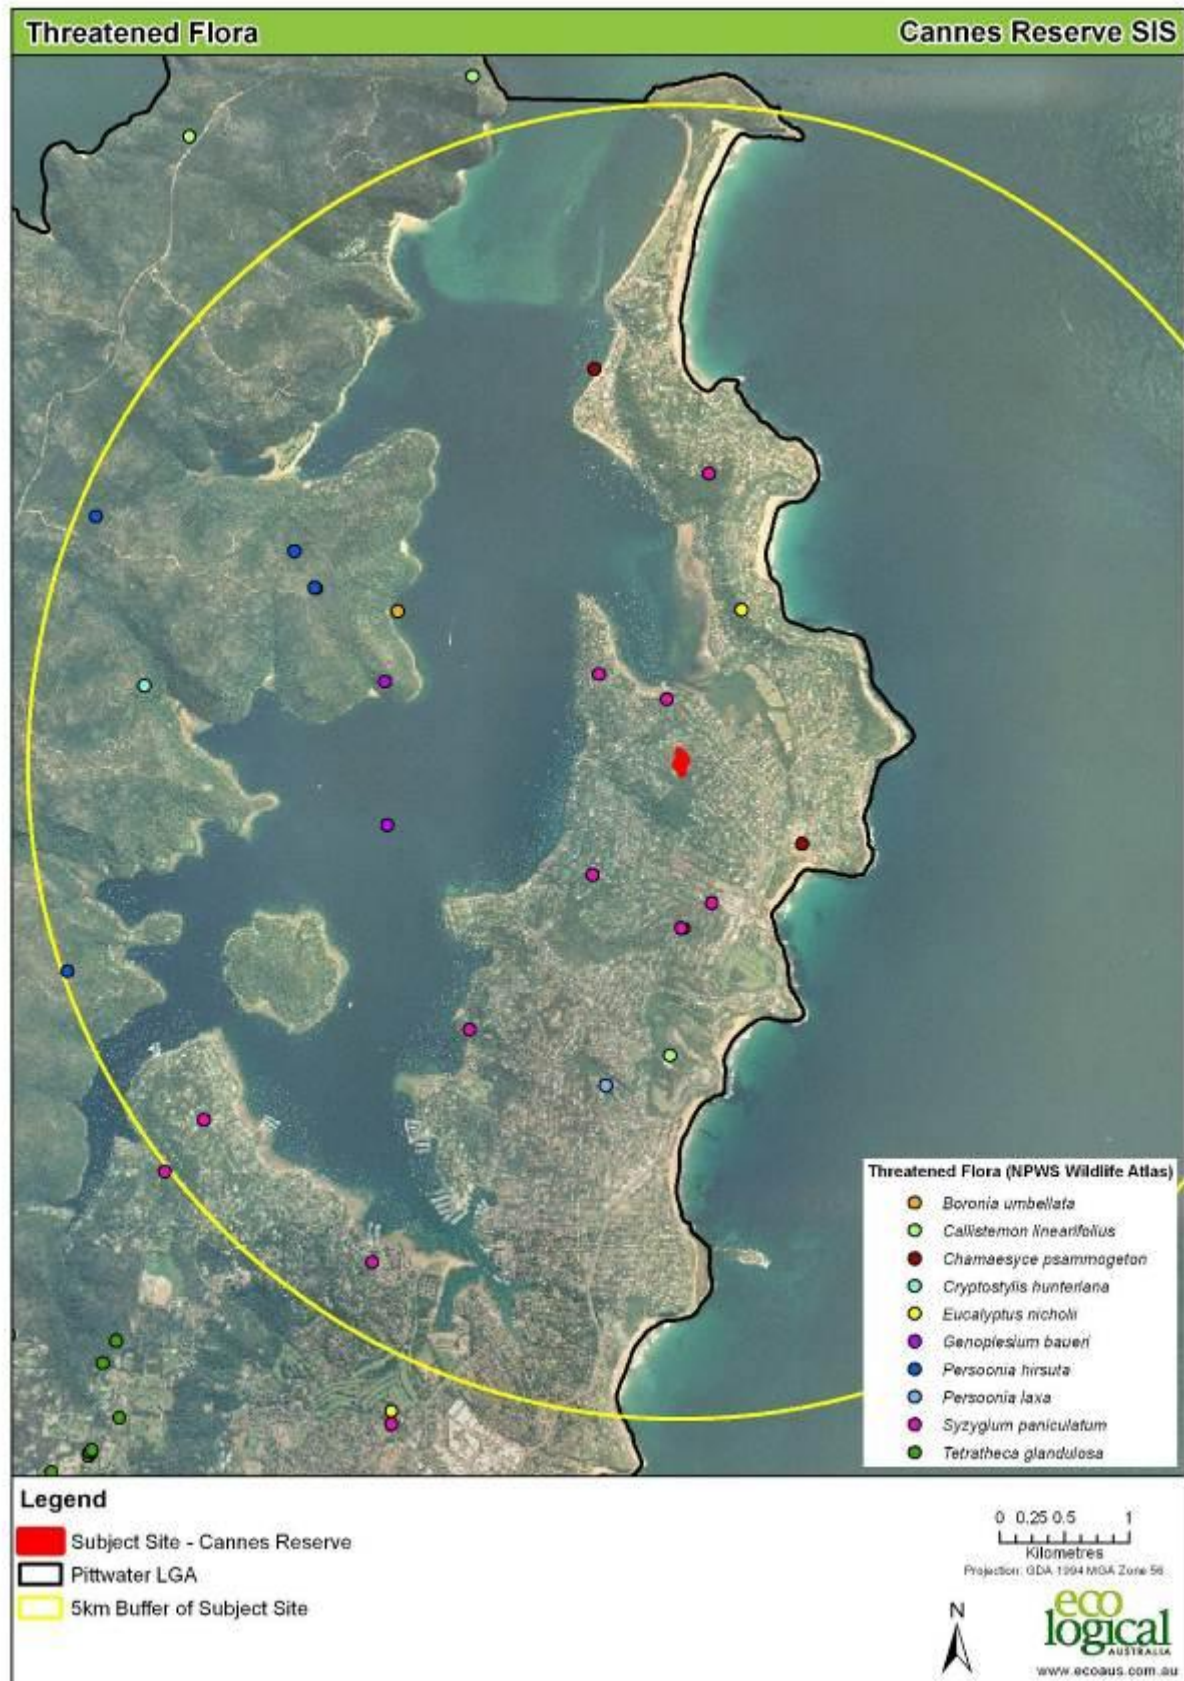 Threatened Flora
Cannes Reserve SIS
Threatened Flora (NPWS Wildlife Atlas)
Boronia umbellata
Callistemon linearifolius
Chamaesyce psammogeton
Cryptostylis hunteriana
Eucalyptus nicholii
Genoplesium baueri
Persoonia hirsuta
Persoonia laxa
Syzygium paniculatum
Tetratheca glandulosa
Legend
Subject Site - Cannes Reserve
Pittwater LGA
5km Buffer of Subject Site
0 0.25 0.5 1
Kilometres
Projection: GDA 1994 MGA Zone 56
N
eco
logical
AUSTRALIA
www.ecoaus.com.au